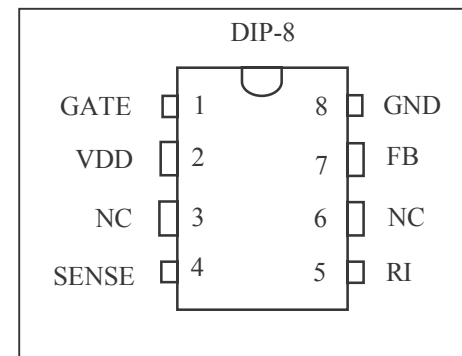 DIP-8
GATE 1 8 GND
VDD 2 7 FB
NC 3 6 NC
SENSE 4 5 RI